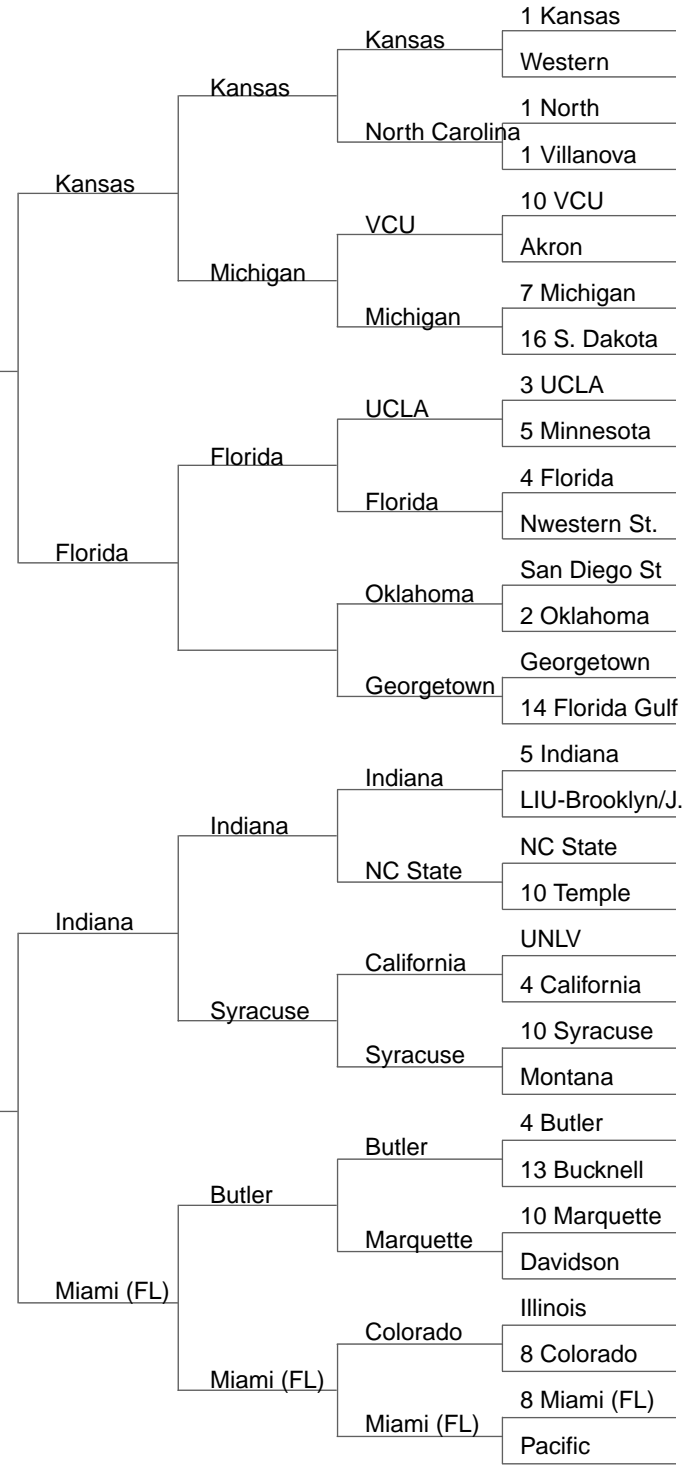 1 Kansas
Kansas
Western
Kansas
1 North
North Carolina
1 Villanova
Kansas
10 VCU
VCU
Akron
Michigan
7 Michigan
Michigan
16 S. Dakota
3 UCLA
UCLA
5 Minnesota
Florida
4 Florida
Florida
Nwestern St.
Florida
San Diego St
Oklahoma
2 Oklahoma
Georgetown
Georgetown
14 Florida Gulf
5 Indiana
Indiana
LIU-Brooklyn/J.
Indiana
NC State
NC State
10 Temple
Indiana
UNLV
California
4 California
Syracuse
10 Syracuse
Syracuse
Montana
4 Butler
Butler
13 Bucknell
Butler
10 Marquette
Marquette
Davidson
Miami (FL)
Illinois
Colorado
8 Colorado
Miami (FL)
8 Miami (FL)
Miami (FL)
Pacific